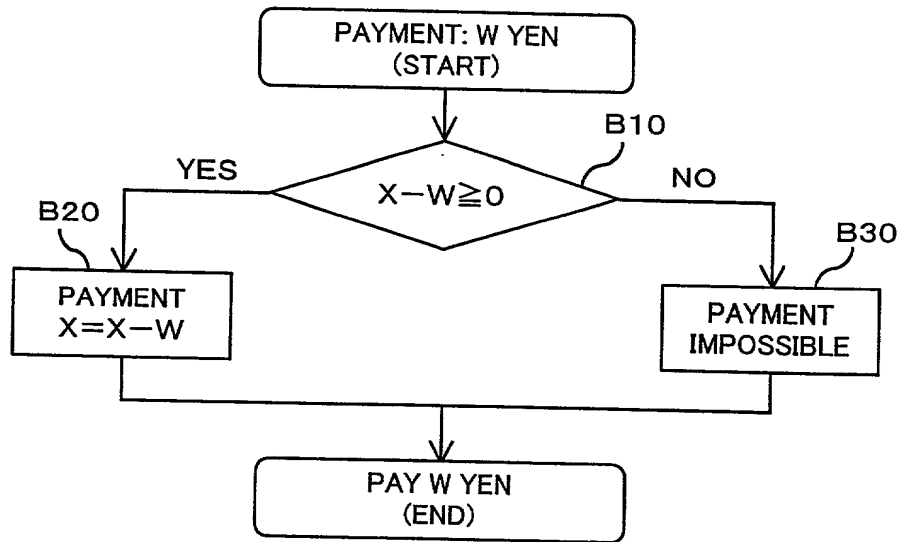 PAYMENT: W YEN
(START)
B10
YES
X－W≧0
NO
B20
B30
PAYMENT
X＝X－W
PAYMENT
IMPOSSIBLE
PAY W YEN
(END)